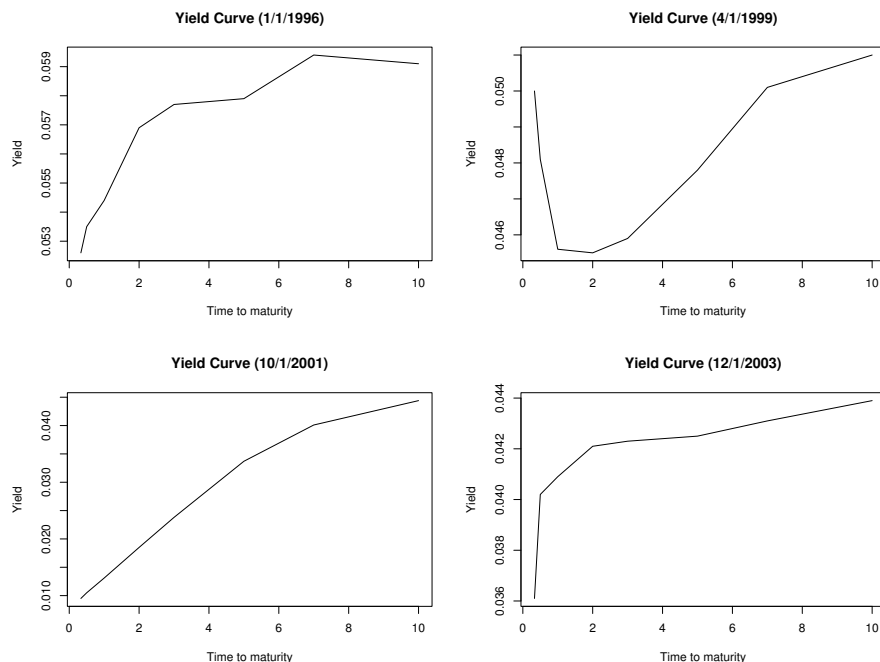 Yield Curve (1/1/1996)
Yield
0.053 0.055 0.057 0.059
0 2 4 6 8 10
Time to maturity
Yield Curve (4/1/1999)
Yield
0.046 0.048 0.050
0 2 4 6 8 10
Time to maturity
Yield Curve (10/1/2001)
Yield
0.010 0.020 0.030 0.040
0 2 4 6 8 10
Time to maturity
Yield Curve (12/1/2003)
Yield
0.036 0.038 0.040 0.042 0.044
0 2 4 6 8 10
Time to maturity